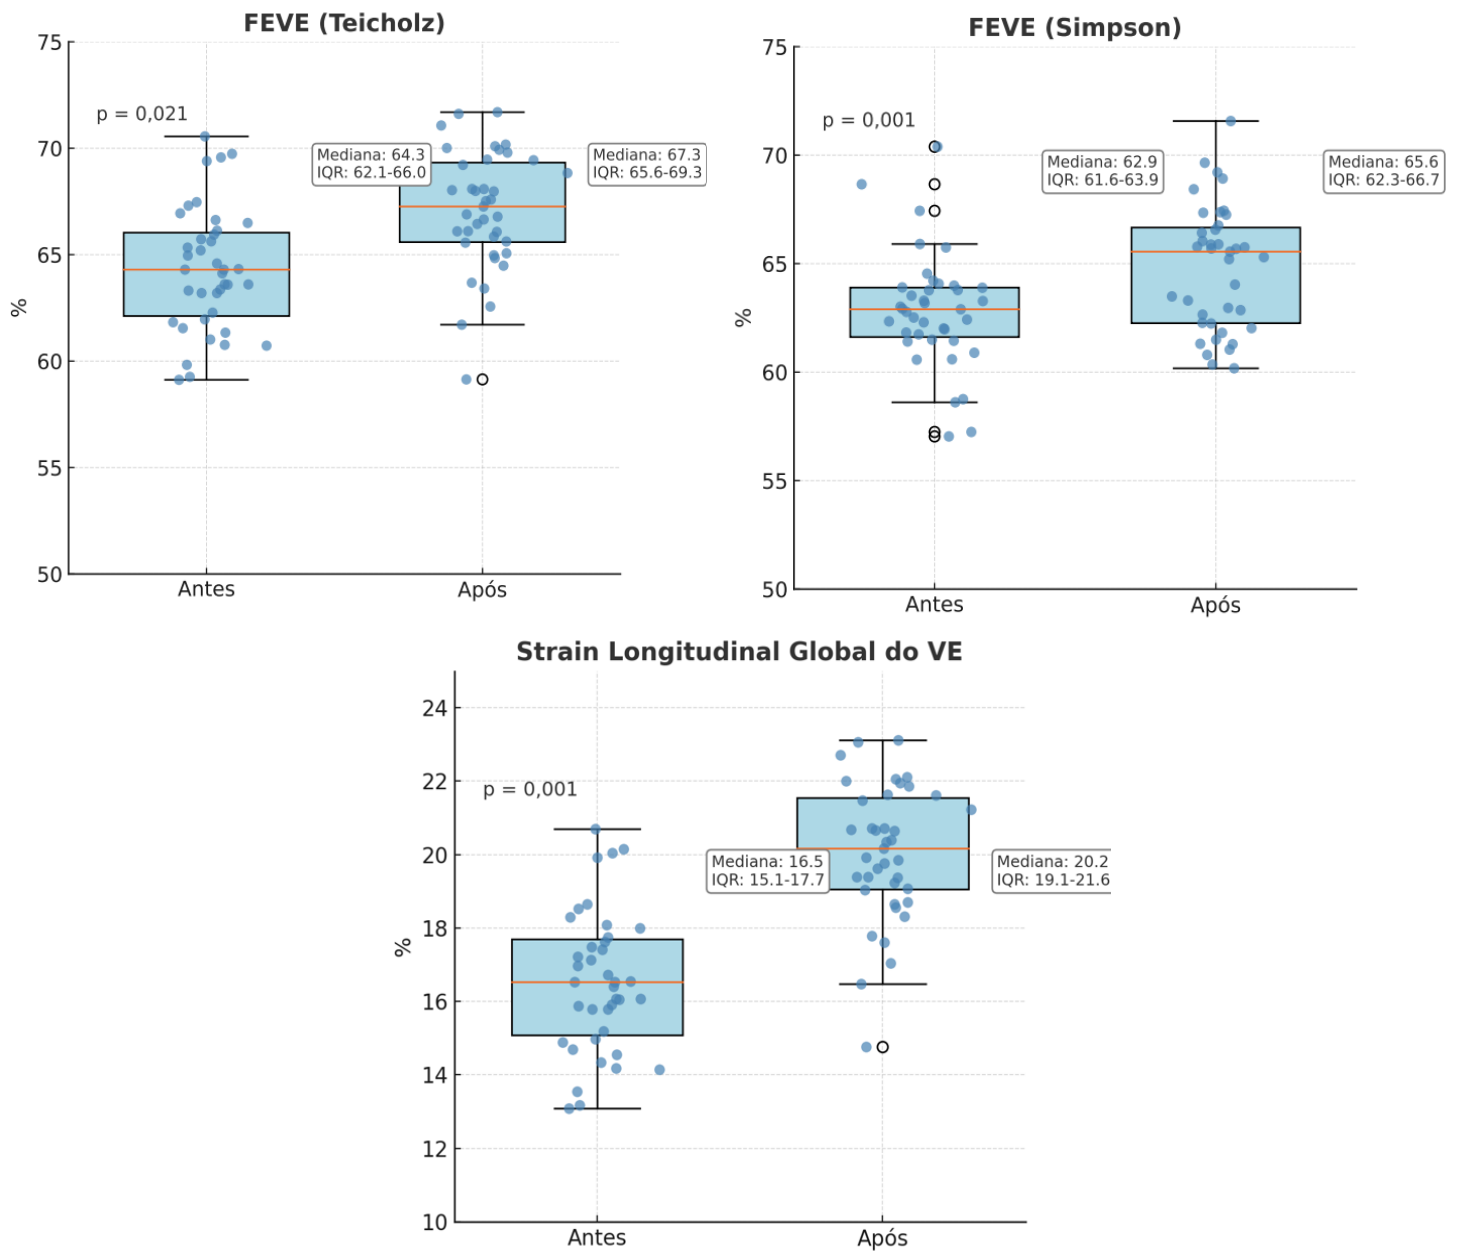 FEVE (Teicholz)
75
70
65
60
55
50
%
p = 0,021
Mediana: 64.3
IQR: 62.1-66.0
Mediana: 67.3
IQR: 65.6-69.3
Antes
Após
FEVE (Simpson)
75
70
65
60
55
50
%
p = 0,001
Mediana: 62.9
IQR: 61.6-63.9
Mediana: 65.6
IQR: 62.3-66.7
Antes
Após
Strain Longitudinal Global do VE
24
22
20
18
16
14
12
10
%
p = 0,001
Mediana: 16.5
IQR: 15.1-17.7
Mediana: 20.2
IQR: 19.1-21.6
Antes
Após